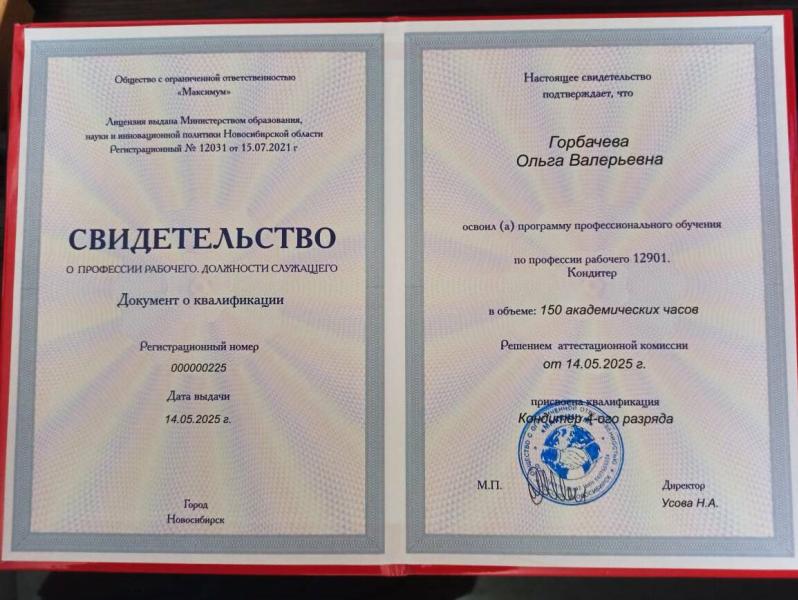 Общество с ограниченной ответственностью
«Максимум»
Лицензия выдана Министерством образования,
науки и инновационной политики Новосибирской области
Регистрационный № 12031 от 15.07.2021 г
СВИДЕТЕЛЬСТВО
О ПРОФЕССИИ РАБОЧЕГО. ДОЛЖНОСТИ СЛУЖАЩЕГО
Документ о квалификации
Регистрационный номер
000000225
Дата выдачи
14.05.2025 г.
Город
Новосибирск
Настоящее свидетельство
подтверждает, что
Горбачева
Ольга Валерьевна
освоил (а) программу профессионального обучения
по профессии рабочего 12901.
Кондитер
в объеме: 150 академических часов
Решением аттестационной комиссии
от 14.05.2025 г.
присвоена квалификация
Кондитер 4-ого разряда
М.П.
Директор
Усова Н.А.